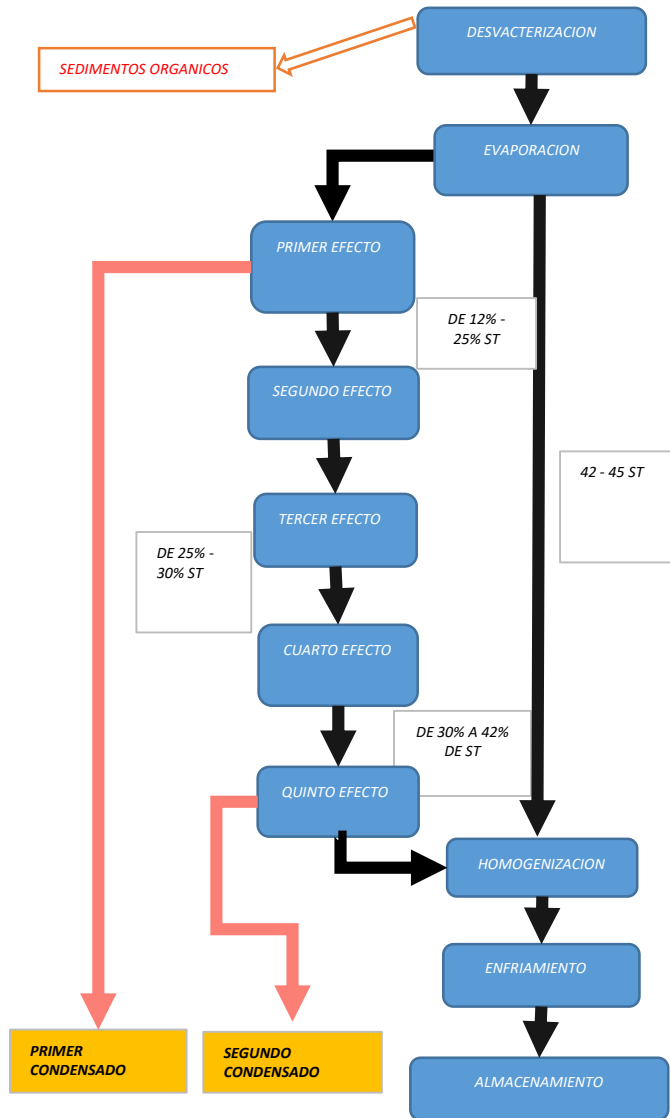 DESVACTERIZACION
SEDIMENTOS ORGANICOS
EVAPORACION
PRIMER EFECTO
DE 12% -
25% ST
SEGUNDO EFECTO
42 - 45 ST
TERCER EFECTO
DE 25% -
30% ST
CUARTO EFECTO
DE 30% A 42%
DE ST
QUINTO EFECTO
HOMOGENIZACION
ENFRIAMIENTO
PRIMER
CONDENSADO
SEGUNDO
CONDENSADO
ALMACENAMIENTO